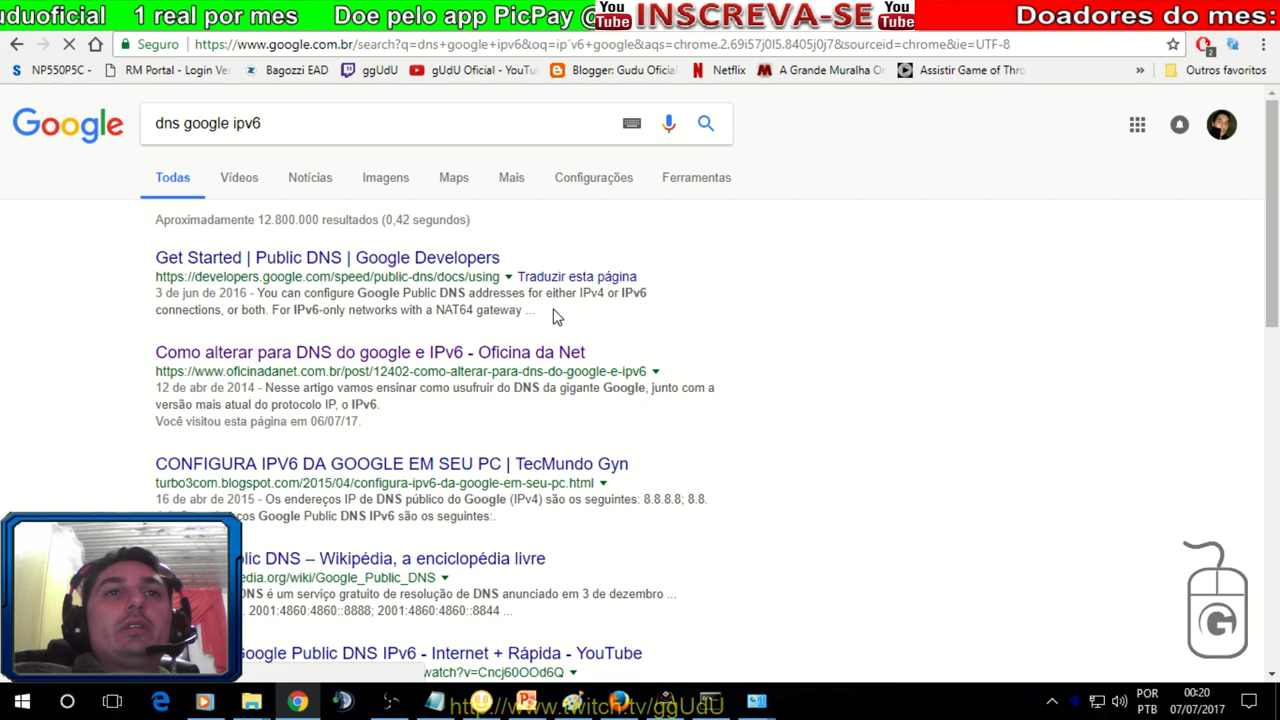 uduoficial 1 real por mes Doe pelo app PicPay @ You Tube INSCREVA-SE You Tube Doadores do mes:
Seguro https://www.google.com.br/search?q=dns+google+ipv6&oq=ip´v6+google&aqs=chrome.2.69i57j0l5.8405j0j7&sourceid=chrome&ie=UTF-8
NP550P5C - RM Portal - Login Ver Bagozzi EAD ggUdU gUdU Oficial - YouTu Blogger: Gudu Oficial Netflix A Grande Muralha On Assistir Game of Thro » Outros favoritos
Google dns google ipv6
Todas Vídeos Notícias Imagens Maps Mais Configurações Ferramentas
Aproximadamente 12.800.000 resultados (0,42 segundos)
Get Started | Public DNS | Google Developers
https://developers.google.com/speed/public-dns/docs/using Traduzir esta página
3 de jun de 2016 - You can configure Google Public DNS addresses for either IPv4 or IPv6
connections, or both. For IPv6-only networks with a NAT64 gateway ...
Como alterar para DNS do google e IPv6 - Oficina da Net
https://www.oficinadanet.com.br/post/12402-como-alterar-para-dns-do-google-e-ipv6
12 de abr de 2014 - Nesse artigo vamos ensinar como usufruir do DNS da gigante Google, junto com a
versão mais atual do protocolo IP, o IPv6.
Você visitou esta página em 06/07/17.
CONFIGURA IPV6 DA GOOGLE EM SEU PC | TecMundo Gyn
turbo3com.blogspot.com/2015/04/configura-ipv6-da-google-em-seu-pc.html
16 de abr de 2015 - Os endereços IP de DNS público do Google (IPv4) são os seguintes: 8.8.8.8; 8.8.
ços Google Public DNS IPv6 são os seguintes:.
blic DNS – Wikipédia, a enciclopédia livre
edia.org/wiki/Google_Public_DNS
DNS é um serviço gratuito de resolução de DNS anunciado em 3 de dezembro ...
2001:4860:4860::8888; 2001:4860:4860::8844 ...
Google Public DNS IPv6 - Internet + Rápida - YouTube
watch?v=Cncj60OOd6Q
http://www.twitch.tv/ggUdU
POR
PTB
00:20
07/07/2017